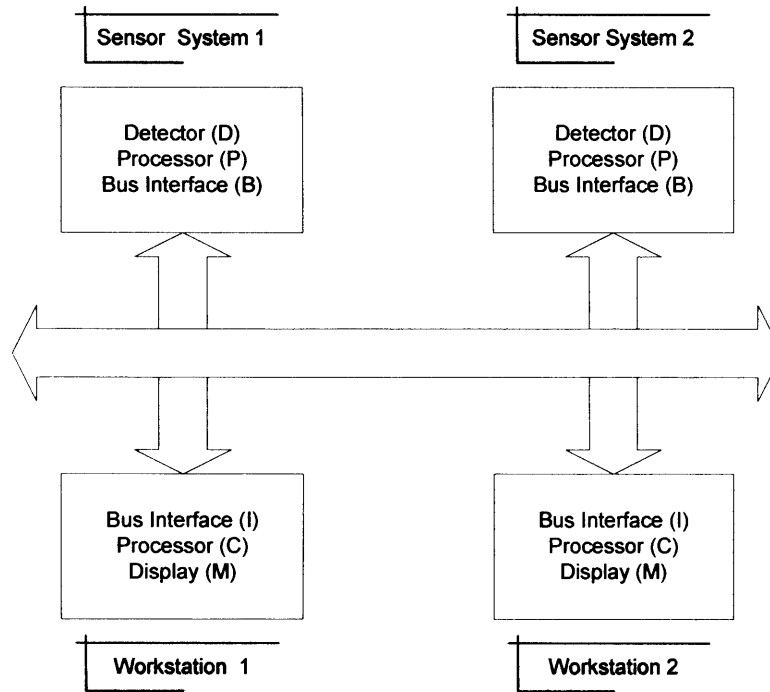 Sensor System 1
Sensor System 2
Detector (D)
Processor (P)
Bus Interface (B)
Detector (D)
Processor (P)
Bus Interface (B)
Bus Interface (I)
Processor (C)
Display (M)
Bus Interface (I)
Processor (C)
Display (M)
Workstation 1
Workstation 2